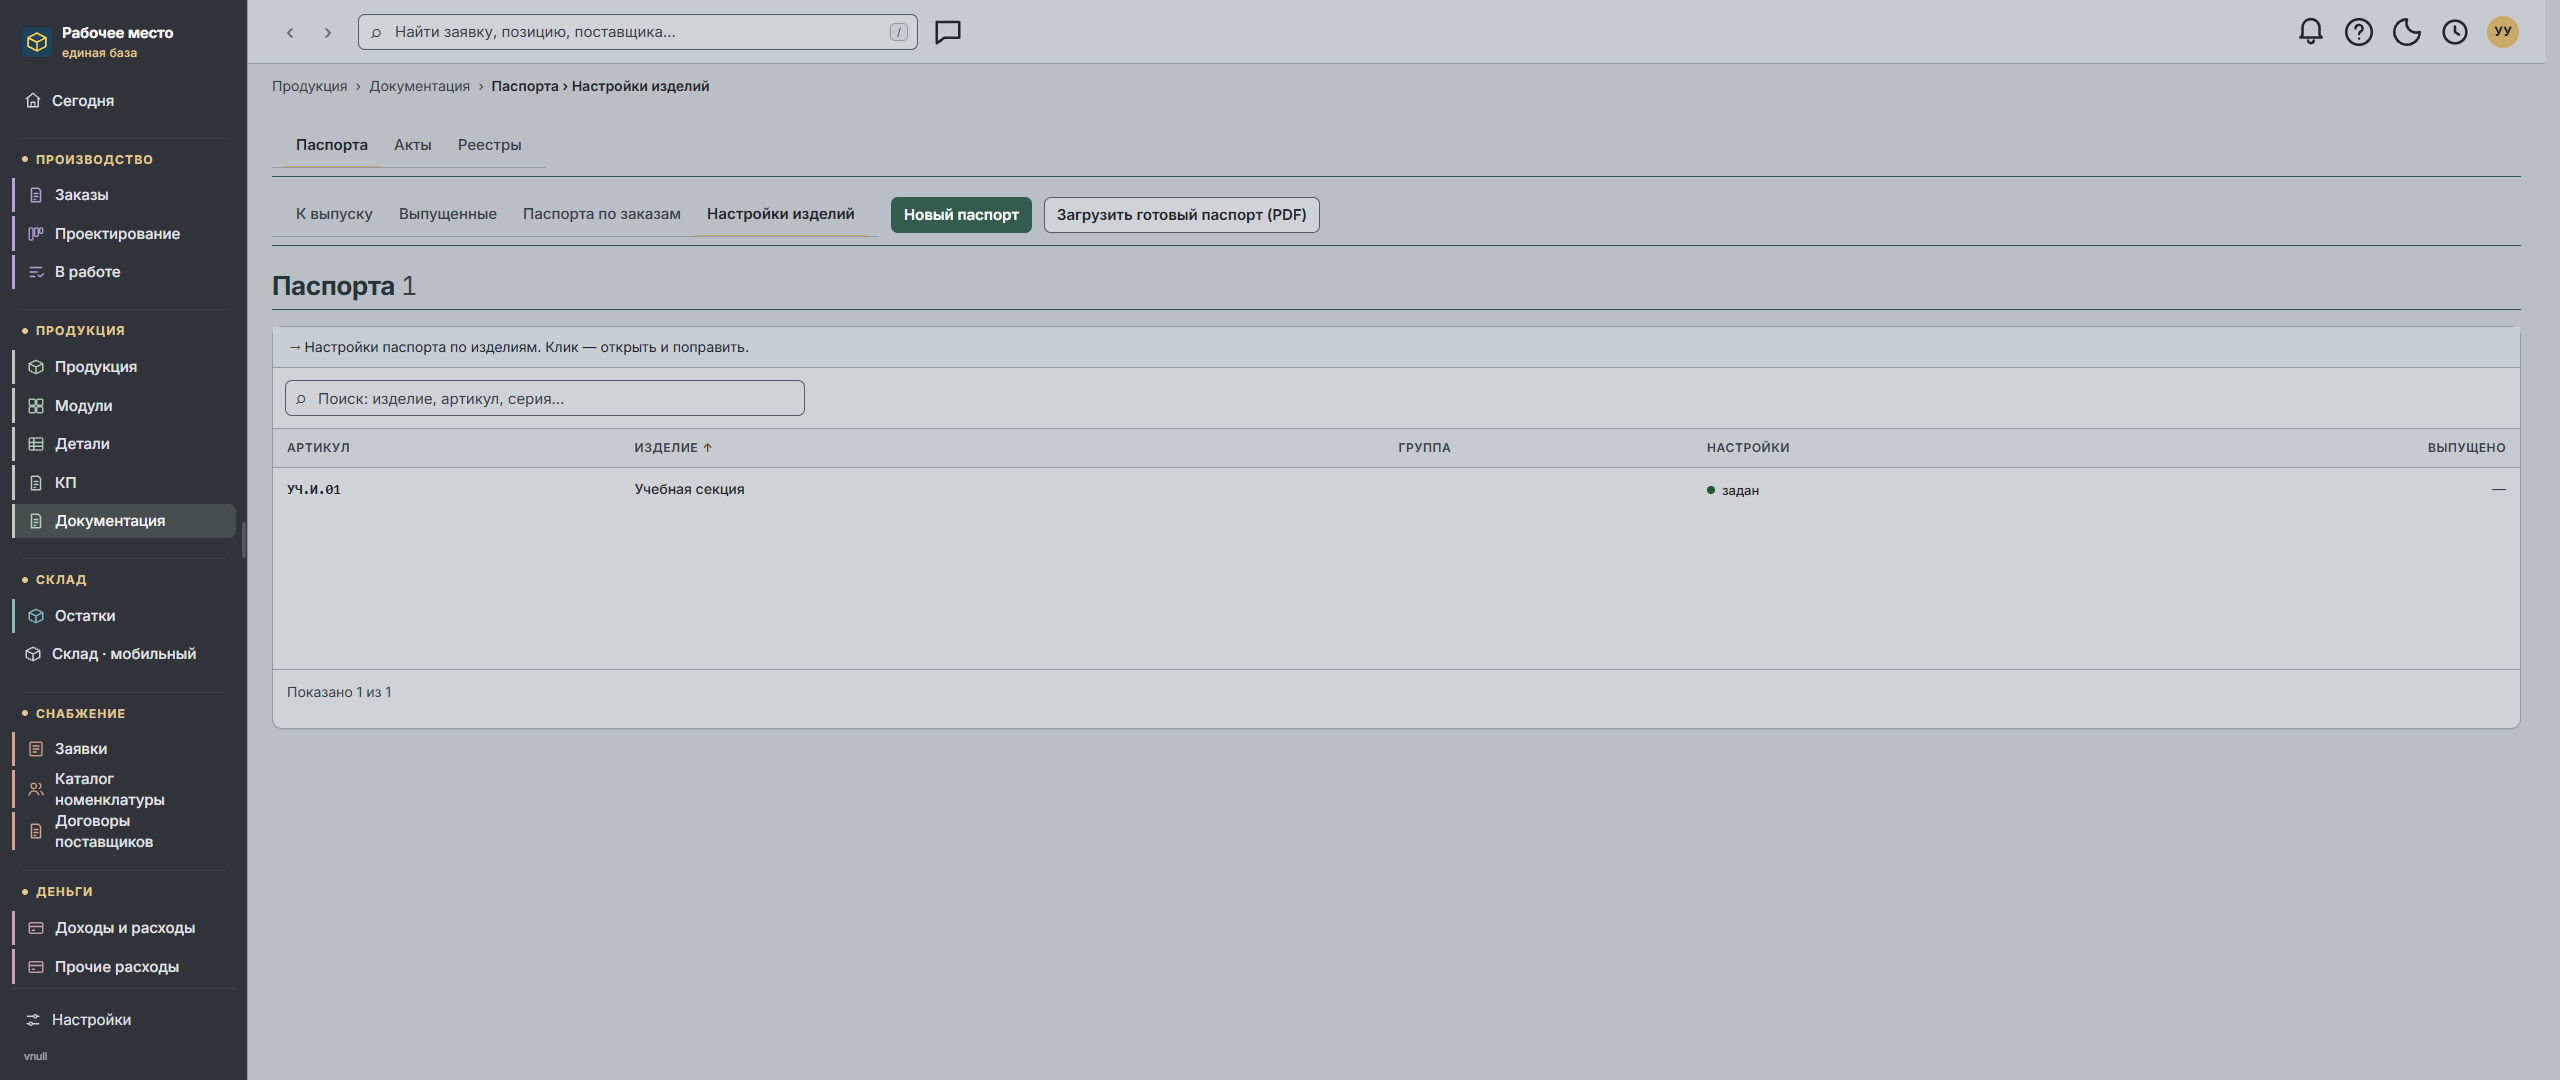 Рабочее место
единая база
Сегодня
ПРОИЗВОДСТВО
Заказы
Проектирование
В работе
ПРОДУКЦИЯ
Продукция
Модули
Детали
КП
Документация
СКЛАД
Остатки
Склад · мобильный
СНАБЖЕНИЕ
Заявки
Каталог
номенклатуры
Договоры
поставщиков
ДЕНЬГИ
Доходы и расходы
Прочие расходы
Настройки
vnull
Найти заявку, позицию, поставщика... /
УУ
Продукция › Документация › Паспорта › Настройки изделий
Паспорта Акты Реестры
К выпуску Выпущенные Паспорта по заказам Настройки изделий Новый паспорт Загрузить готовый паспорт (PDF)
Паспорта 1
→ Настройки паспорта по изделиям. Клик — открыть и поправить.
Поиск: изделие, артикул, серия...
АРТИКУЛ ИЗДЕЛИЕ ↑ ГРУППА НАСТРОЙКИ ВЫПУЩЕНО
УЧ.И.01 Учебная секция задан —
Показано 1 из 1